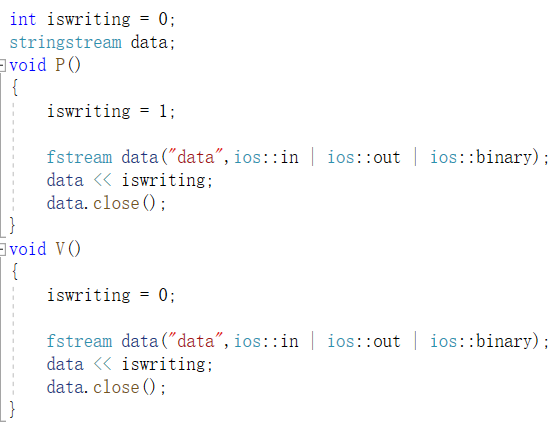 int iswriting = 0;
stringstream data;
void P()
{
    iswriting = 1;
    fstream data("data",ios::in | ios::out | ios::binary);
    data << iswriting;
    data.close();
}
void V()
{
    iswriting = 0;
    fstream data("data",ios::in | ios::out | ios::binary);
    data << iswriting;
    data.close();
}